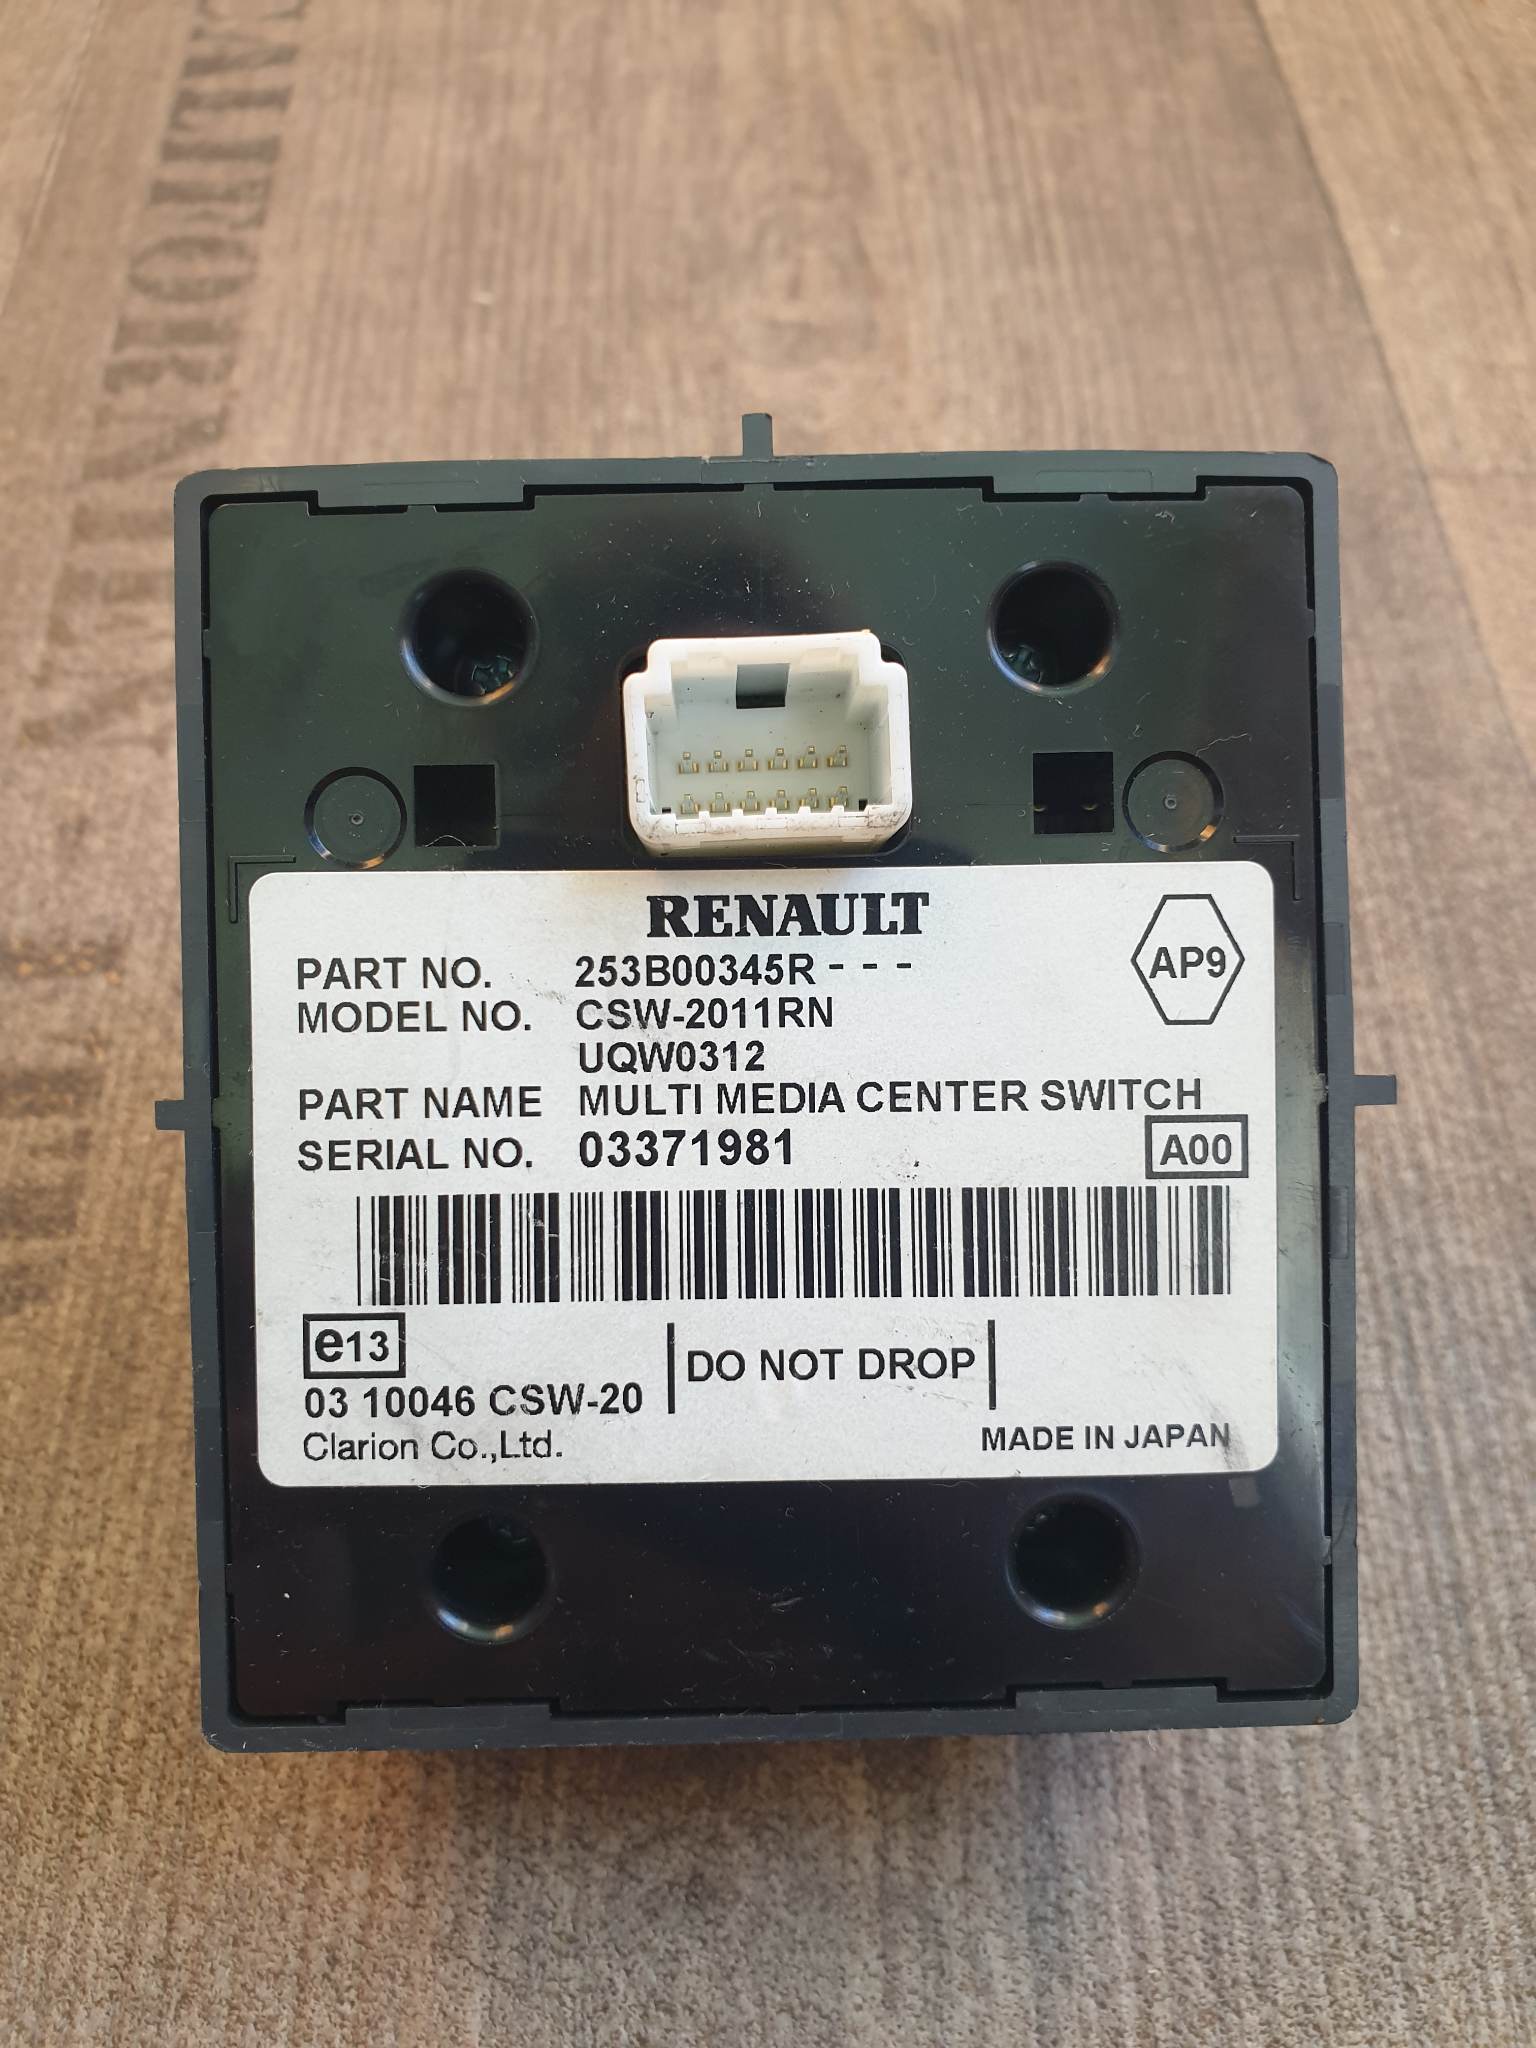 RENAULT
AP9
PART NO. 253B00345R - - -
MODEL NO. CSW-2011RN
UQW0312
PART NAME MULTI MEDIA CENTER SWITCH
SERIAL NO. 03371981
A00
e13
DO NOT DROP
03 10046 CSW-20
Clarion Co.,Ltd.
MADE IN JAPAN